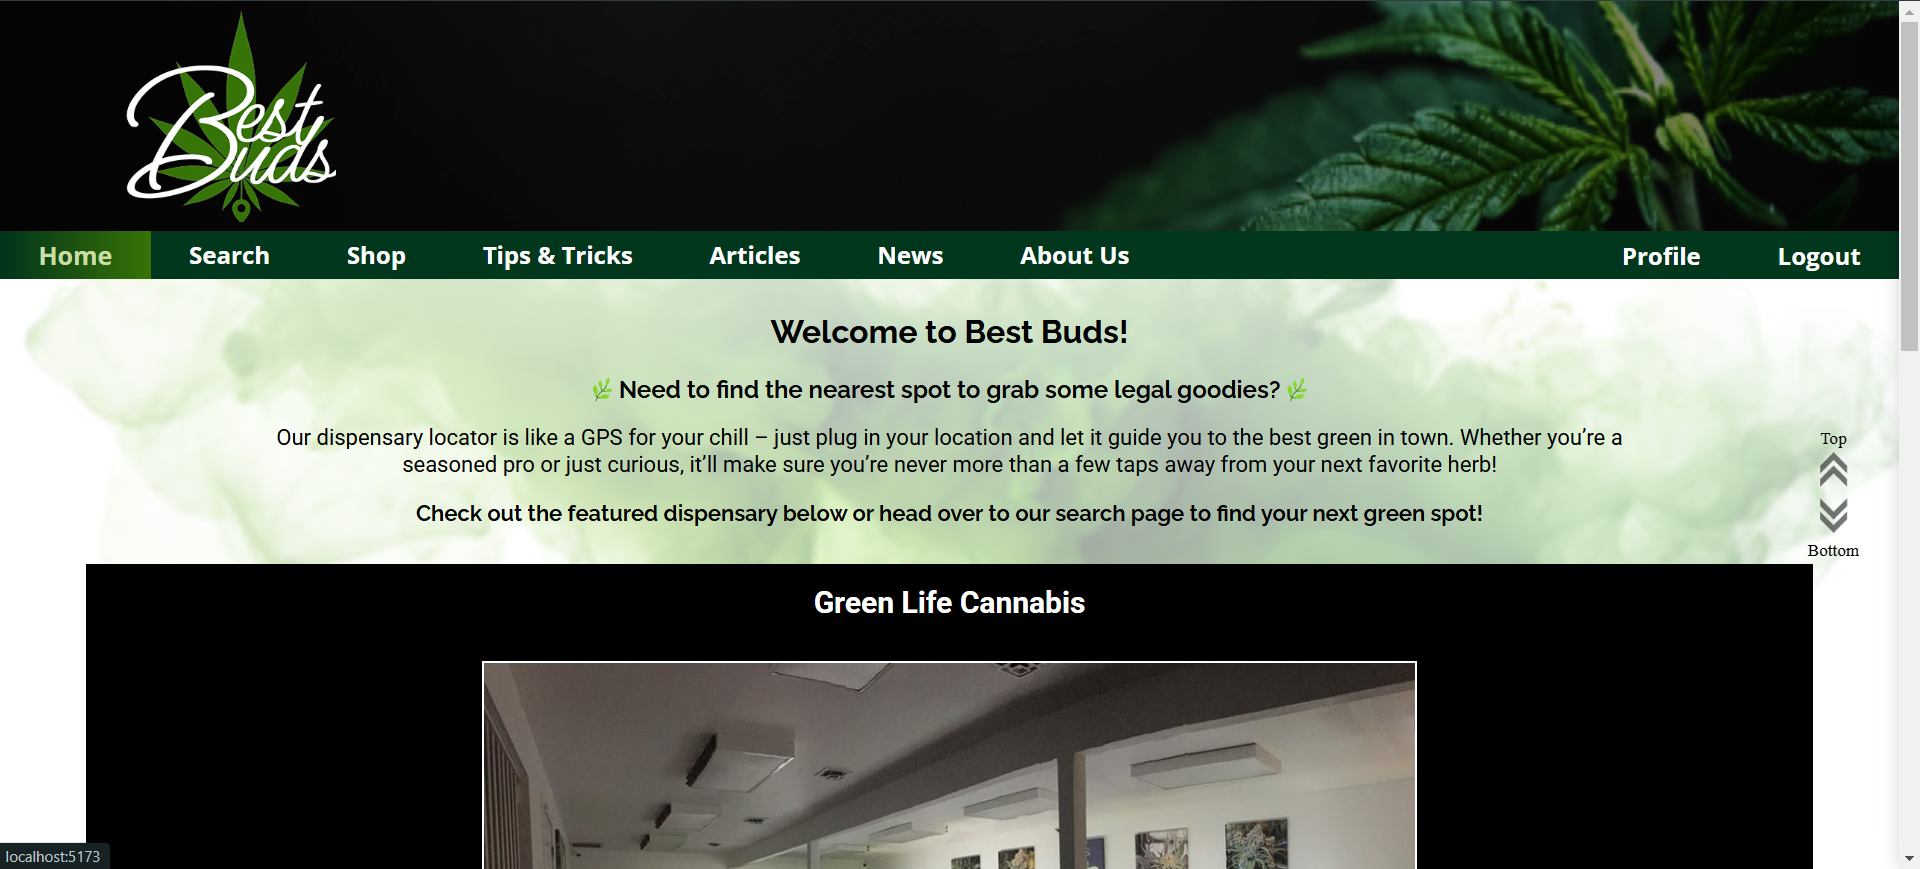 Best
Buds
Home Search Shop Tips & Tricks Articles News About Us Profile Logout
Welcome to Best Buds!
🌿 Need to find the nearest spot to grab some legal goodies? 🌿
Our dispensary locator is like a GPS for your chill – just plug in your location and let it guide you to the best green in town. Whether you’re a
seasoned pro or just curious, it’ll make sure you’re never more than a few taps away from your next favorite herb!
Check out the featured dispensary below or head over to our search page to find your next green spot!
Top
Bottom
Green Life Cannabis
localhost:5173